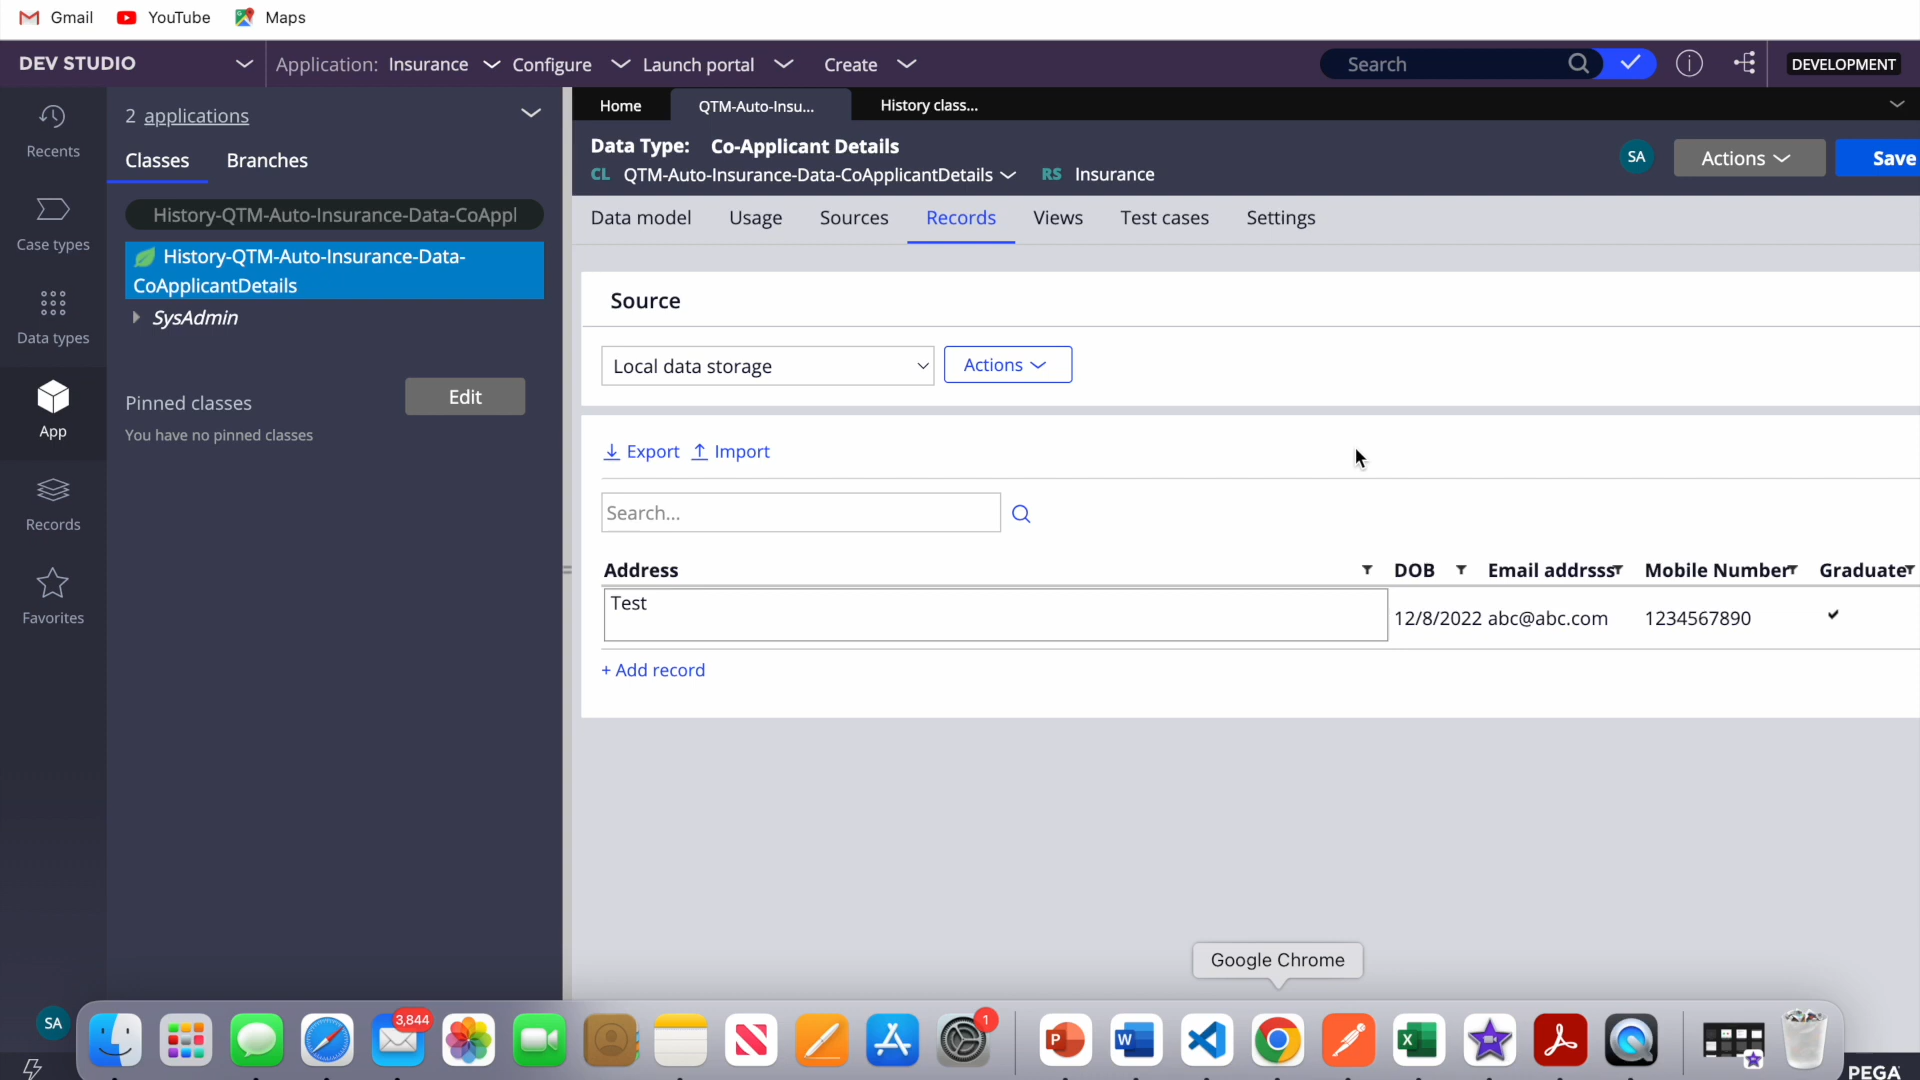 Gmail YouTube Maps
DEV STUDIO Application: Insurance Configure Launch portal Create Search DEVELOPMENT
Recents
Case types
Data types
App
Records
Favorites
SA
2 applications
Classes Branches
History-QTM-Auto-Insurance-Data-CoAppl
History-QTM-Auto-Insurance-Data-
CoApplicantDetails
SysAdmin
Pinned classes Edit
You have no pinned classes
Home QTM-Auto-Insu... History class...
Data Type: Co-Applicant Details
CL QTM-Auto-Insurance-Data-CoApplicantDetails RS Insurance
SA Actions Save
Data model Usage Sources Records Views Test cases Settings
Source
Local data storage Actions
Export Import
Search...
Address DOB Email addrsss Mobile Number Graduate
Test 12/8/2022 abc@abc.com 1234567890
+ Add record
Google Chrome
3,844
1
P W X
PEGA